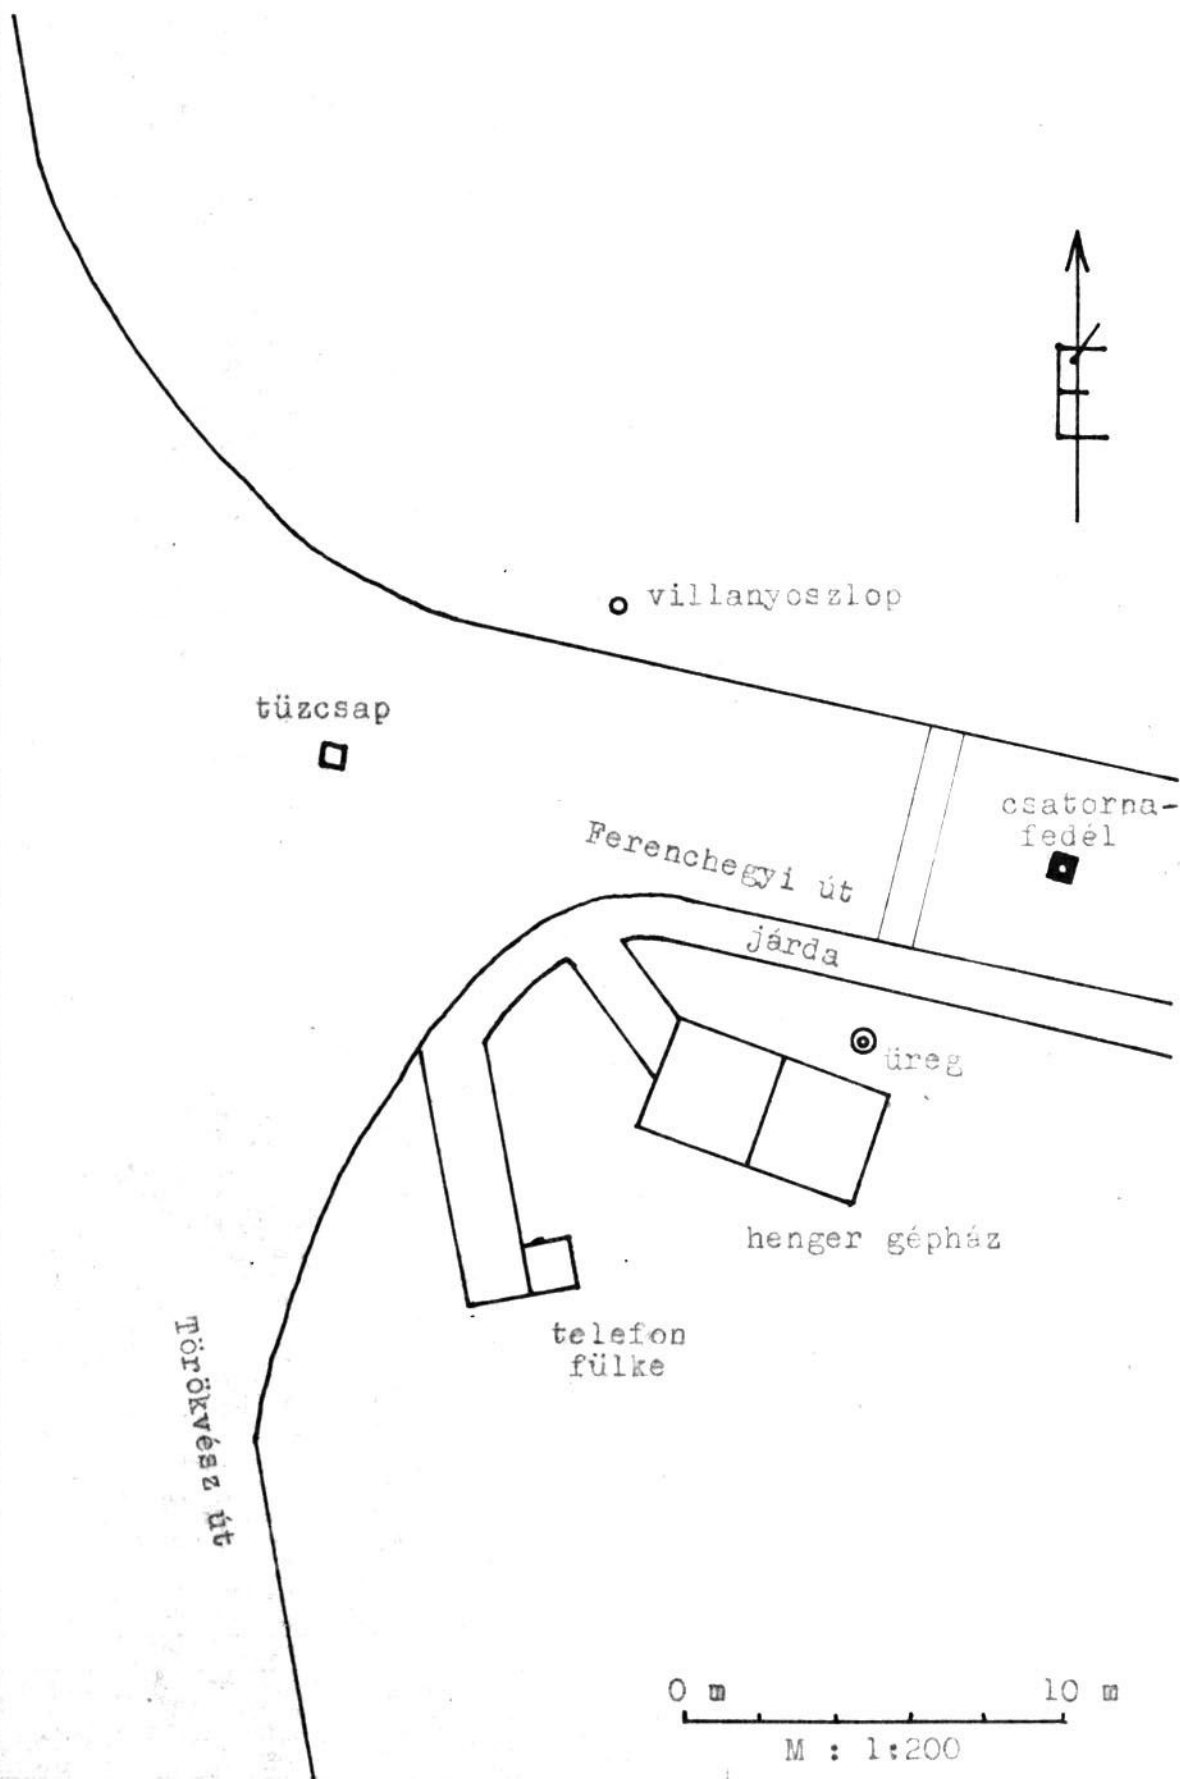 villanyoszlop
tüzcsap
csatorna-
fedél
Ferenchegyi út
járda
üreg
henger gépház
telefon
fülke
Törökvész út
0 m 10 m
M : 1:200